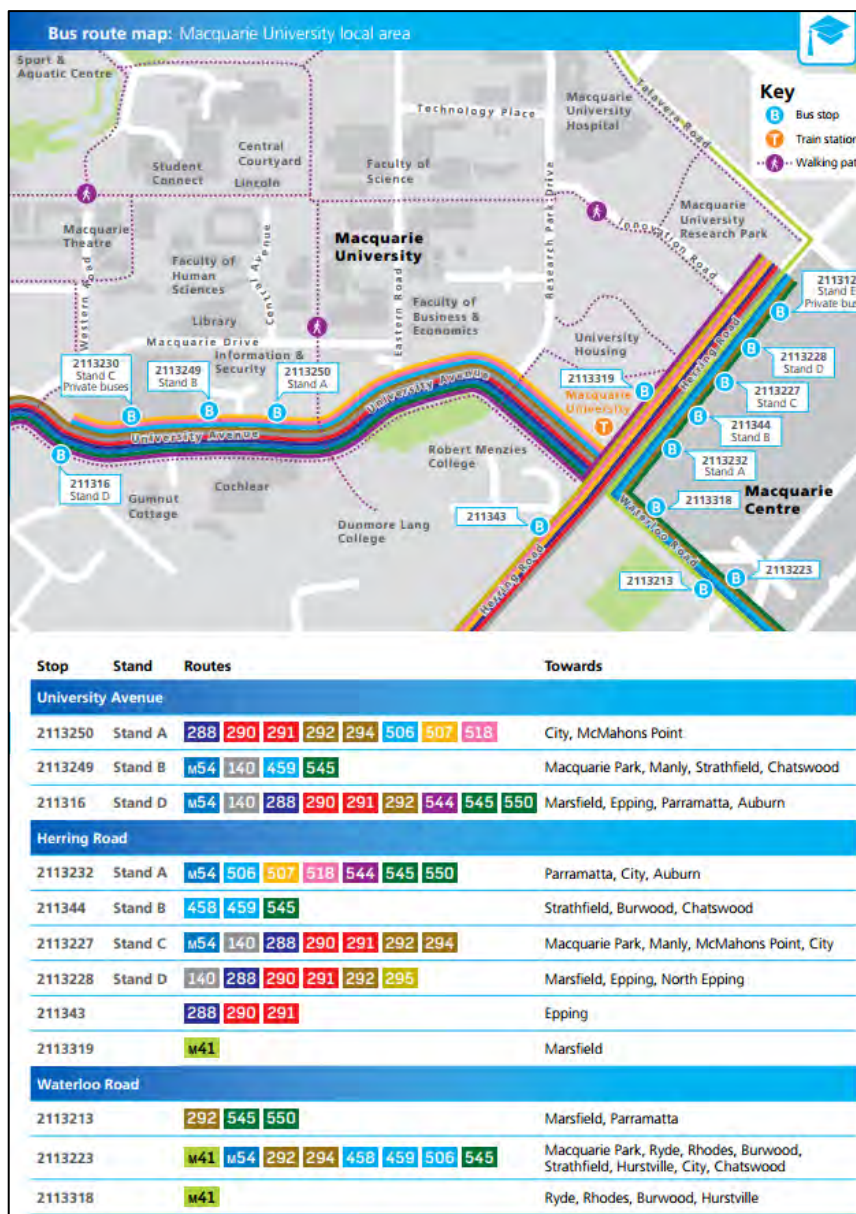 Bus route map: Macquarie University local area
Sport &
Aquatic Centre
Technology Place
Macquarie
University
Hospital
Talavera Road
Key
B Bus stop
T Train station
Walking pat
Central
Courtyard
Student
Connect
Lincoln
Faculty of
Science
Research Park Drive
Macquarie
University
Research Park
Innovation Road
Macquarie
Theatre
Western Road
Faculty of
Human
Sciences
Central Avenue
Macquarie
University
Eastern Road
Faculty of
Business &
Economics
Library
Macquarie Drive
Information &
Security
University
Housing
Herring Road
211312
Stand E
Private bus
2113230
Stand C
Private buses
2113249
Stand B
2113250
Stand A
2113319
Macquarie
University
T
2113228
Stand D
2113227
Stand C
211344
Stand B
2113232
Stand A
University Avenue
University Avenue
Robert Menzies
College
211316
Stand D
Gumnut
Cottage
Cochlear
Dunmore Lang
College
211343
Herring Road
Waterloo Road
2113318
Macquarie
Centre
2113213
2113223
Stop Stand Routes Towards
University Avenue
2113250 Stand A 288 290 291 292 294 506 507 518 City, McMahons Point
2113249 Stand B M54 140 459 545 Macquarie Park, Manly, Strathfield, Chatswood
211316 Stand D M54 140 288 290 291 292 544 545 550 Marsfield, Epping, Parramatta, Auburn
Herring Road
2113232 Stand A M54 506 507 518 544 545 550 Parramatta, City, Auburn
211344 Stand B 458 459 545 Strathfield, Burwood, Chatswood
2113227 Stand C M54 140 288 290 291 292 294 Macquarie Park, Manly, McMahons Point, City
2113228 Stand D 140 288 290 291 292 295 Marsfield, Epping, North Epping
211343 288 290 291 Epping
2113319 M41 Marsfield
Waterloo Road
2113213 292 545 550 Marsfield, Parramatta
2113223 M41 M54 292 294 458 459 506 545 Macquarie Park, Ryde, Rhodes, Burwood,
Strathfield, Hurstville, City, Chatswood
2113318 M41 Ryde, Rhodes, Burwood, Hurstville